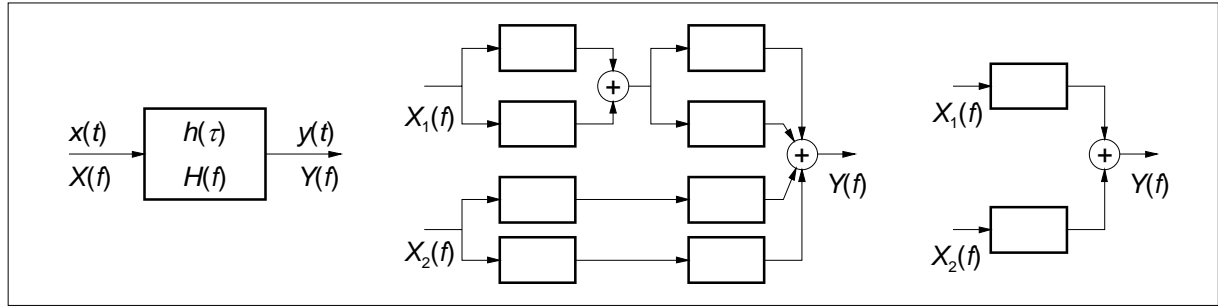 x(t)
X(f)
h(τ)
H(f)
y(t)
Y(f)
X₁(f)
+
X₂(f)
+
Y(f)
X₁(f)
X₂(f)
+
Y(f)